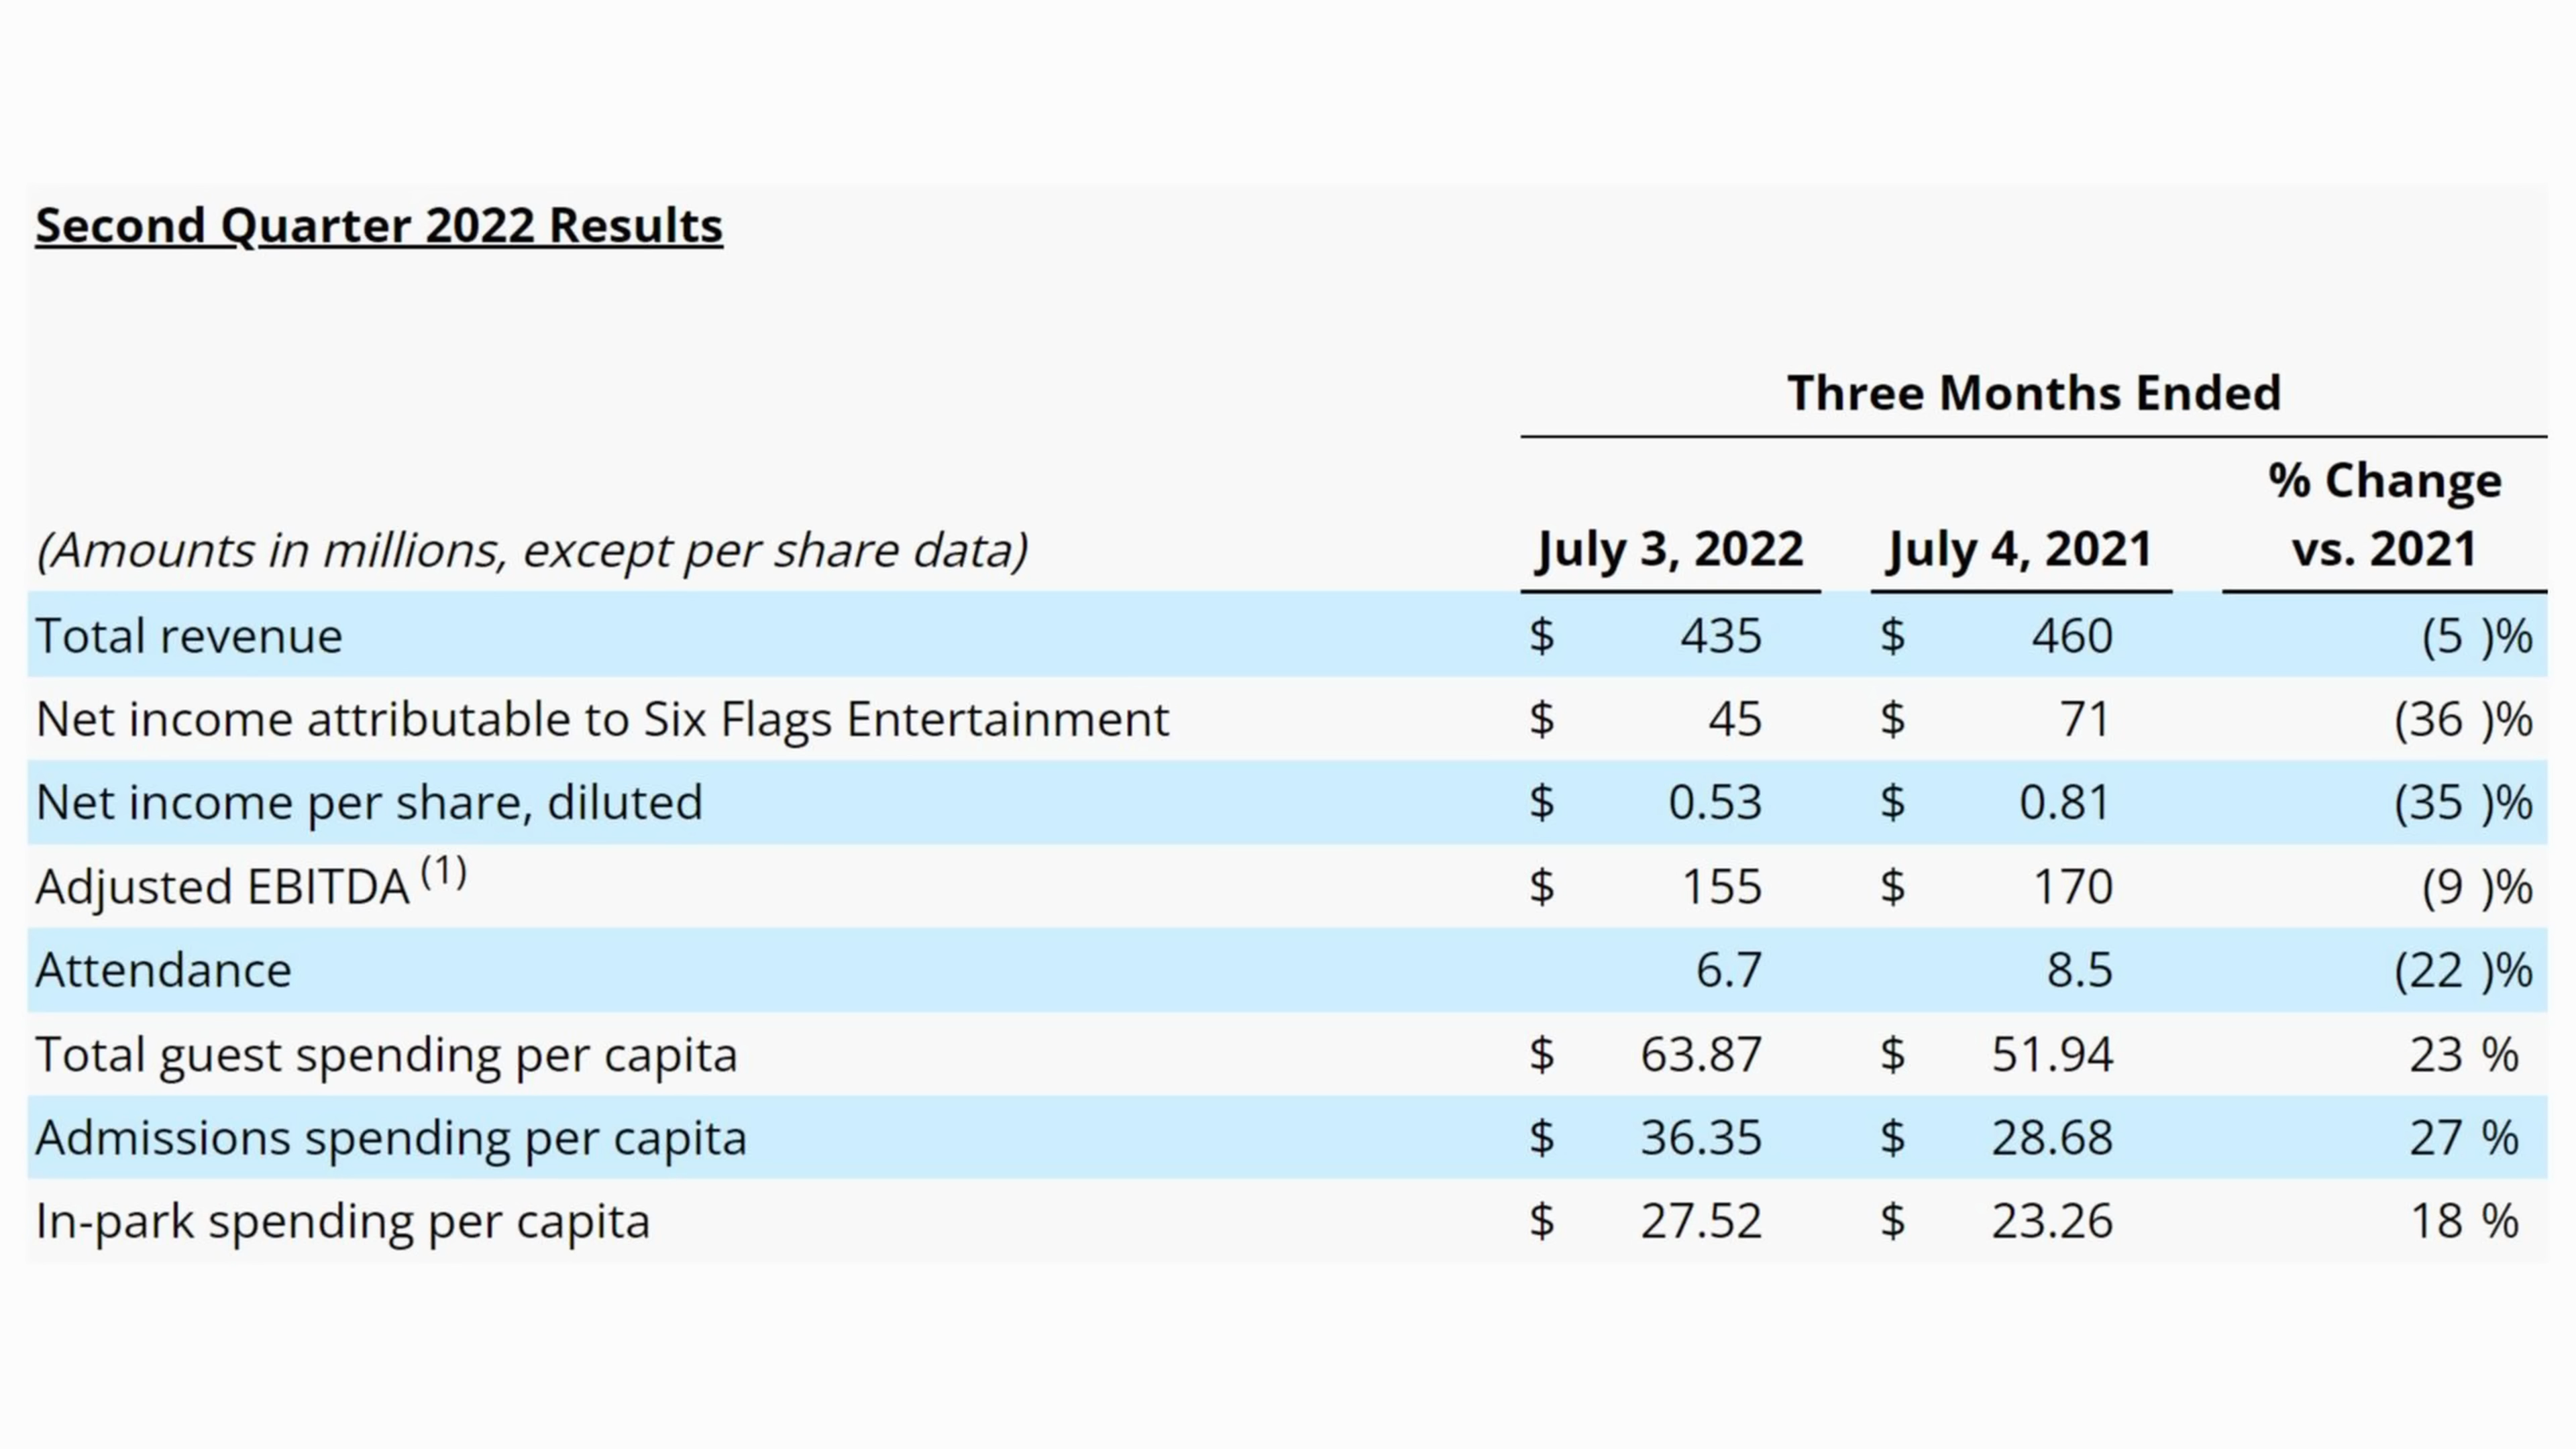 Second Quarter 2022 Results
Three Months Ended
% Change
(Amounts in millions, except per share data) July 3, 2022 July 4, 2021 vs. 2021
Total revenue $ 435 $ 460 (5 )%
Net income attributable to Six Flags Entertainment $ 45 $ 71 (36 )%
Net income per share, diluted $ 0.53 $ 0.81 (35 )%
Adjusted EBITDA (1) $ 155 $ 170 (9 )%
Attendance 6.7 8.5 (22 )%
Total guest spending per capita $ 63.87 $ 51.94 23 %
Admissions spending per capita $ 36.35 $ 28.68 27 %
In-park spending per capita $ 27.52 $ 23.26 18 %